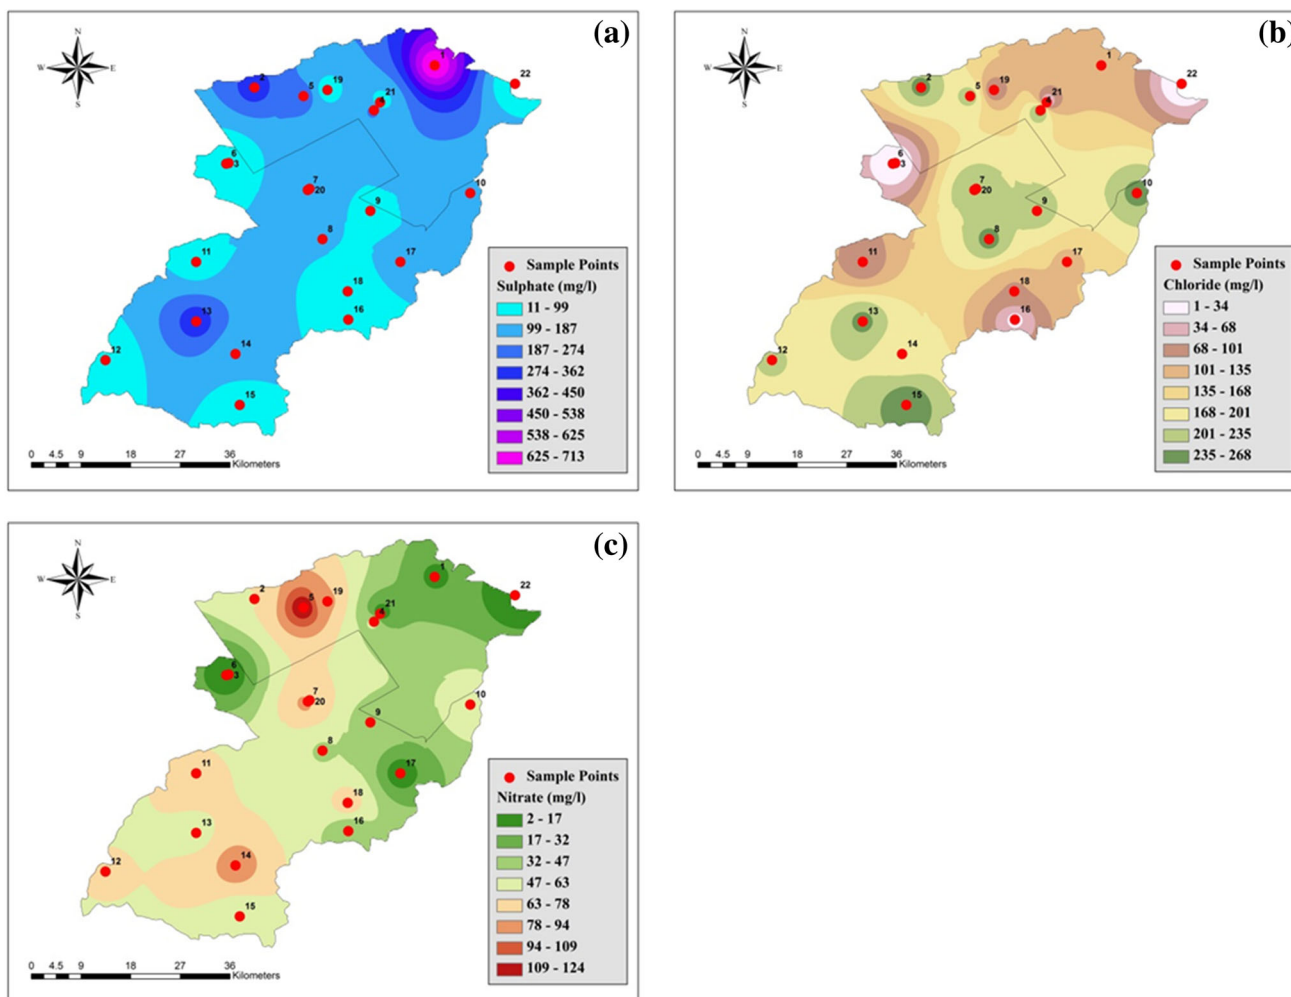 (a)
N
W E
S
1
2
22
5
19
21
4
6
3
7
20
10
9
8
11
17
18
13
16
14
12
15
Sample Points
Sulphate (mg/l)
11 - 99
99 - 187
187 - 274
274 - 362
362 - 450
450 - 538
538 - 625
625 - 713
0 4.5 9 18 27 36
Kilometers
(b)
N
W E
S
1
2
22
5
19
21
4
6
3
7
20
10
9
8
11
17
18
13
16
14
12
15
Sample Points
Chloride (mg/l)
1 - 34
34 - 68
68 - 101
101 - 135
135 - 168
168 - 201
201 - 235
235 - 268
0 4.5 9 18 27 36
Kilometers
(c)
N
W E
S
1
2
22
5
19
21
4
6
3
7
20
10
9
8
11
17
18
13
16
14
12
15
Sample Points
Nitrate (mg/l)
2 - 17
17 - 32
32 - 47
47 - 63
63 - 78
78 - 94
94 - 109
109 - 124
0 4.5 9 18 27 36
Kilometers